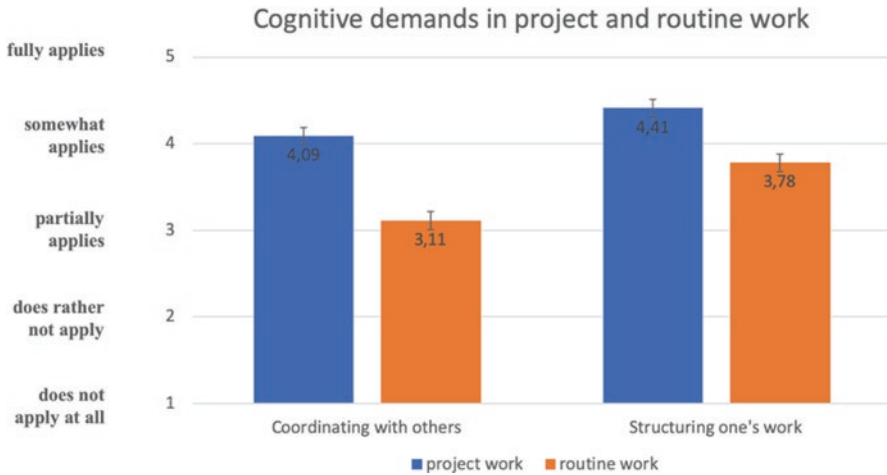 Cognitive demands in project and routine work
fully applies
5
somewhat
applies
4
partially
applies
3
does rather
not apply
2
does not
apply at all
1
4,09
3,11
4,41
3,78
Coordinating with others
Structuring one's work
project work
routine work